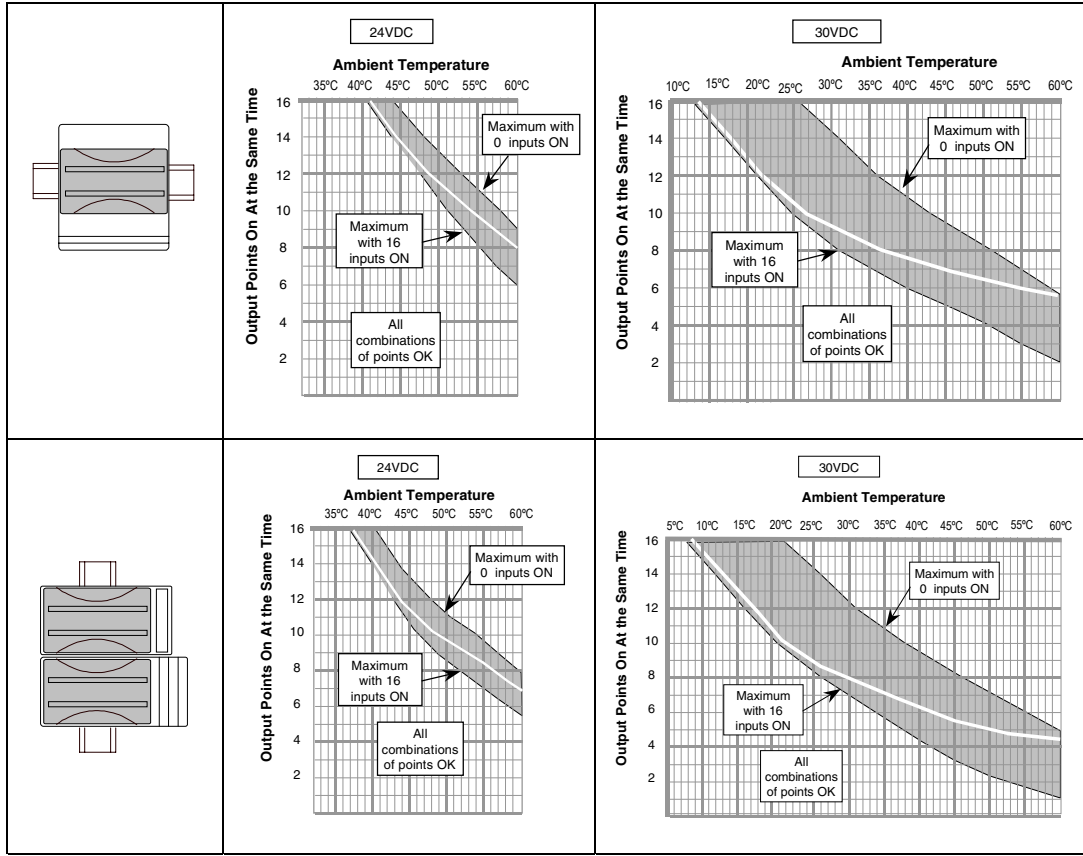 24VDC
Ambient Temperature
35ºC 40ºC 45ºC 50ºC 55ºC 60ºC
Output Points On At the Same Time
16
14
12
10
8
6
4
2
Maximum with
0 inputs ON
Maximum
with 16
inputs ON
All
combinations
of points OK
30VDC
Ambient Temperature
10ºC 15ºC 20ºC 25ºC 30ºC 35ºC 40ºC 45ºC 50ºC 55ºC 60ºC
Output Points On At the Same Time
16
14
12
10
8
6
4
2
Maximum with
0 inputs ON
Maximum
with 16
inputs ON
All
combinations
of points OK
24VDC
Ambient Temperature
35ºC 40ºC 45ºC 50ºC 55ºC 60ºC
Output Points On At the Same Time
16
14
12
10
8
6
4
2
Maximum with
0 inputs ON
Maximum
with 16
inputs ON
All
combinations
of points OK
30VDC
Ambient Temperature
5ºC 10ºC 15ºC 20ºC 25ºC 30ºC 35ºC 40ºC 45ºC 50ºC 55ºC 60ºC
Output Points On At the Same Time
16
14
12
10
8
6
4
2
Maximum with
0 inputs ON
Maximum
with 16
inputs ON
All
combinations
of points OK